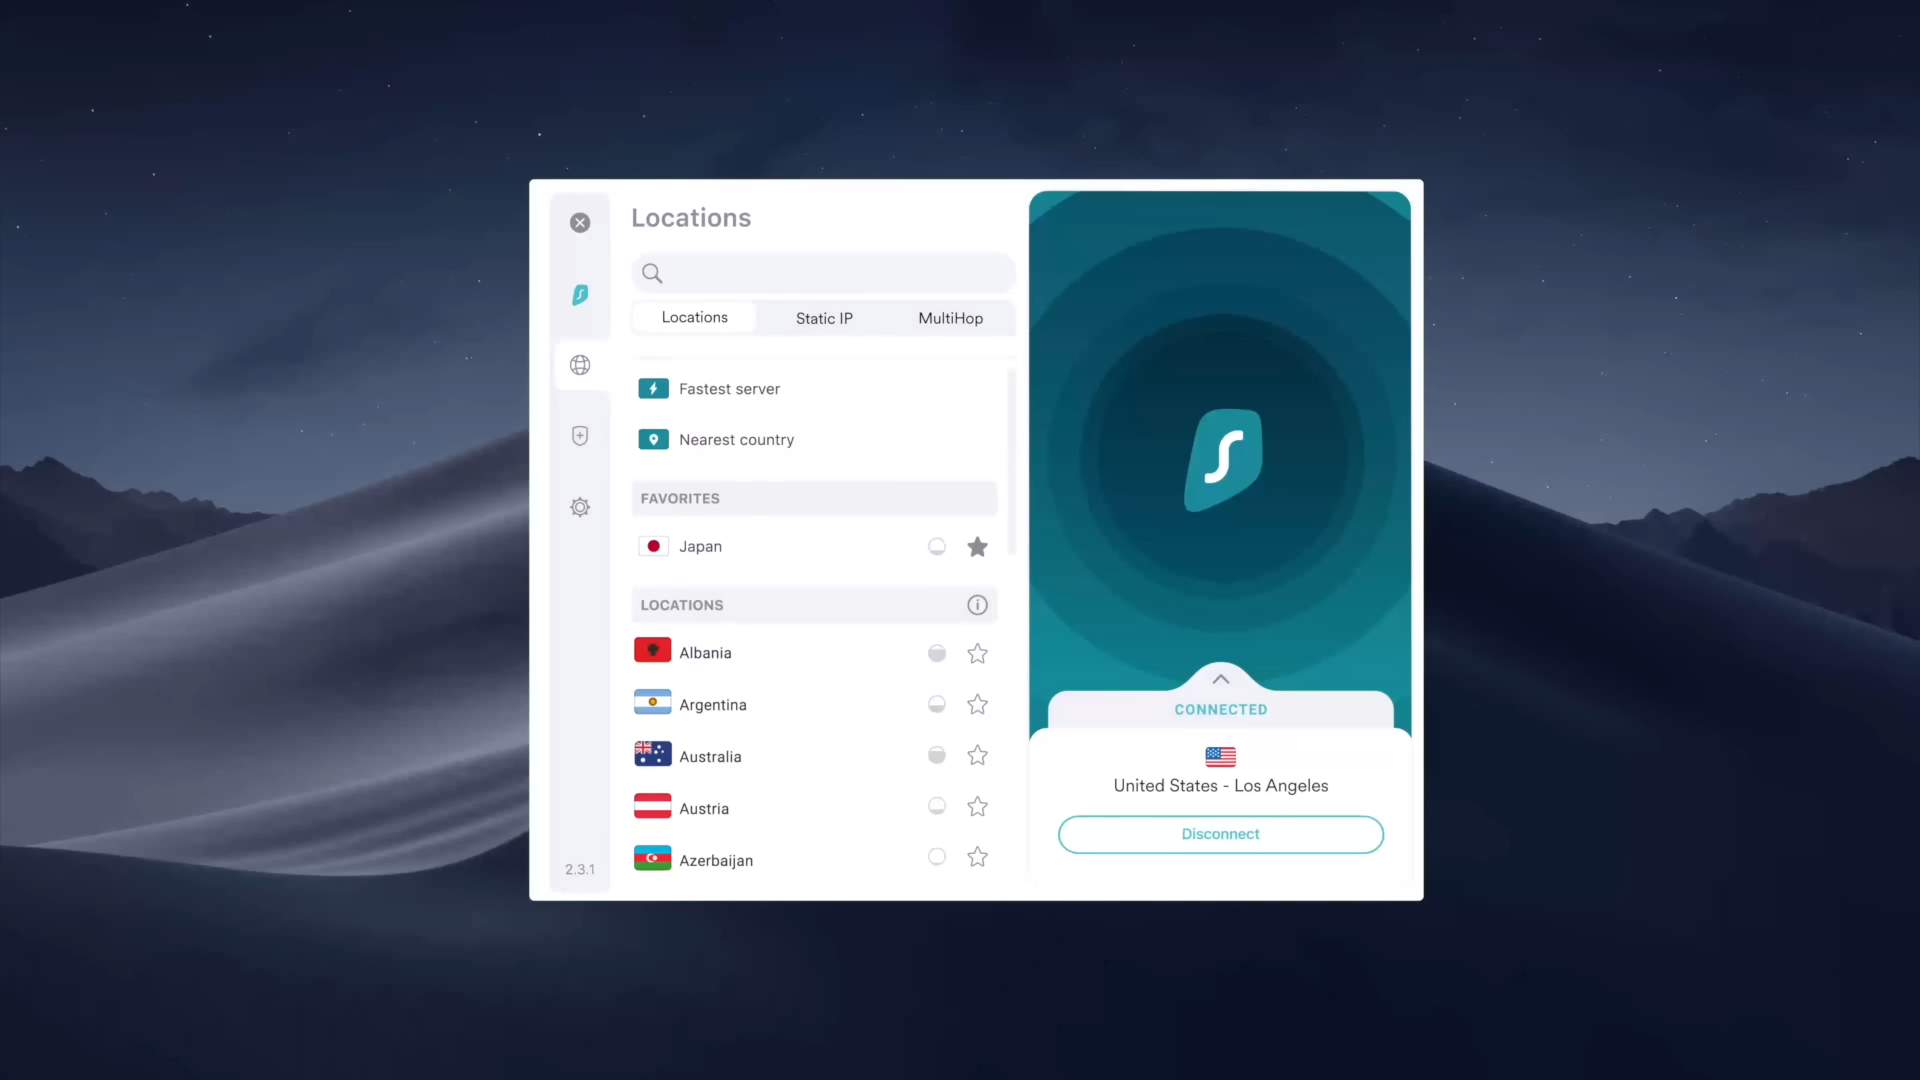 Locations
Locations
Static IP
MultiHop
Fastest server
Nearest country
FAVORITES
Japan
LOCATIONS
Albania
Argentina
Australia
Austria
Azerbaijan
2.3.1
CONNECTED
United States - Los Angeles
Disconnect